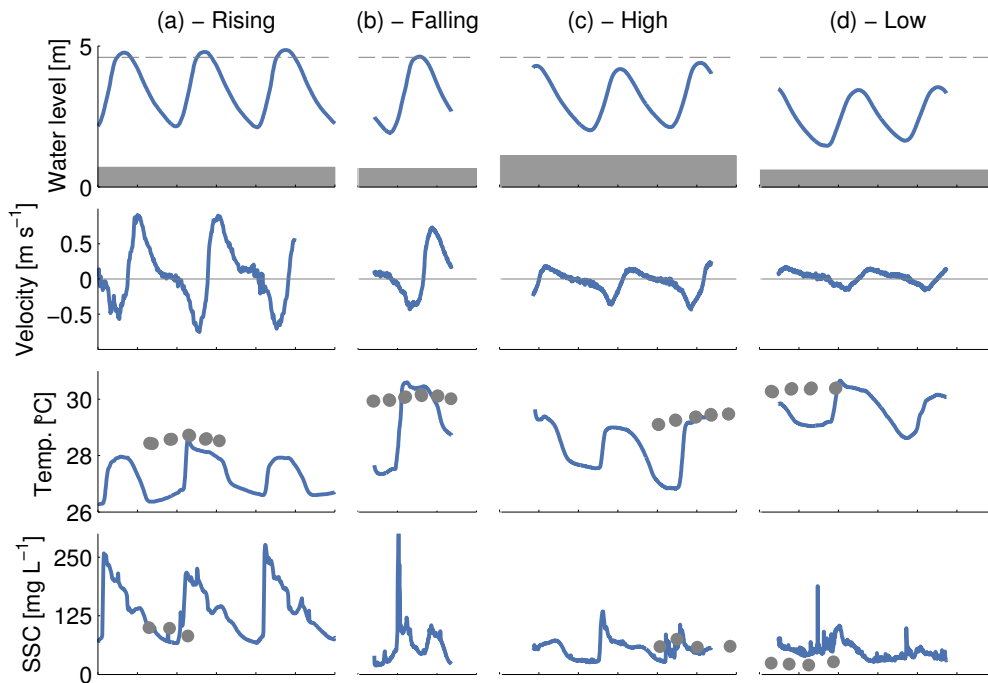 (a) – Rising (b) – Falling (c) – High (d) – Low
Water level [m]
5
0
Velocity [m s⁻¹]
0.5
0
−0.5
Temp. [ºC]
30
28
26
SSC [mg L⁻¹]
250
125
0